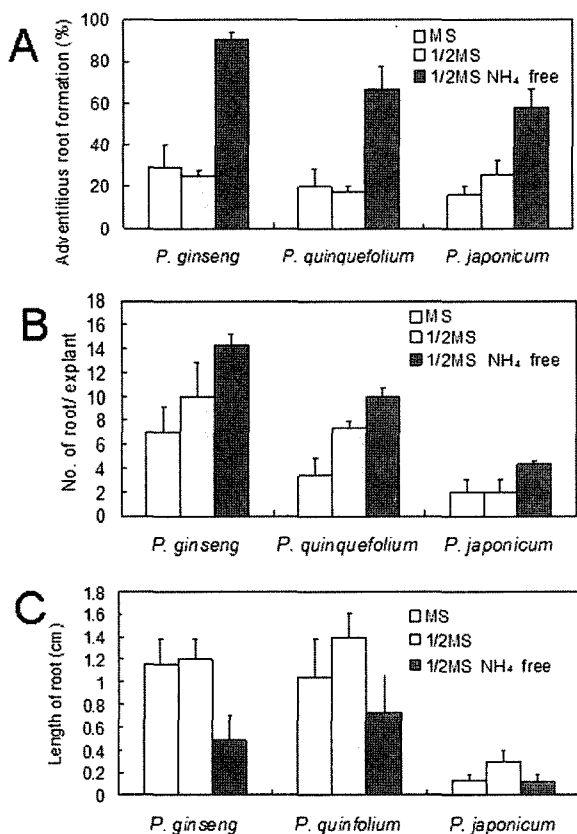 A
Adventitious root formation (%)
100
80
60
40
20
0
MS
1/2MS
1/2MS NH₄ free
P. ginseng P. quinquefolium P. japonicum
B
No. of root/ explant
18
16
14
12
10
8
6
4
2
0
MS
1/2MS
1/2MS NH₄ free
P. ginseng P. quinquefolium P. japonicum
C
Length of root (cm)
1.8
1.6
1.4
1.2
1
0.8
0.6
0.4
0.2
0
MS
1/2MS
1/2MS NH₄ free
P. ginseng P. quinfolium P. japonicum